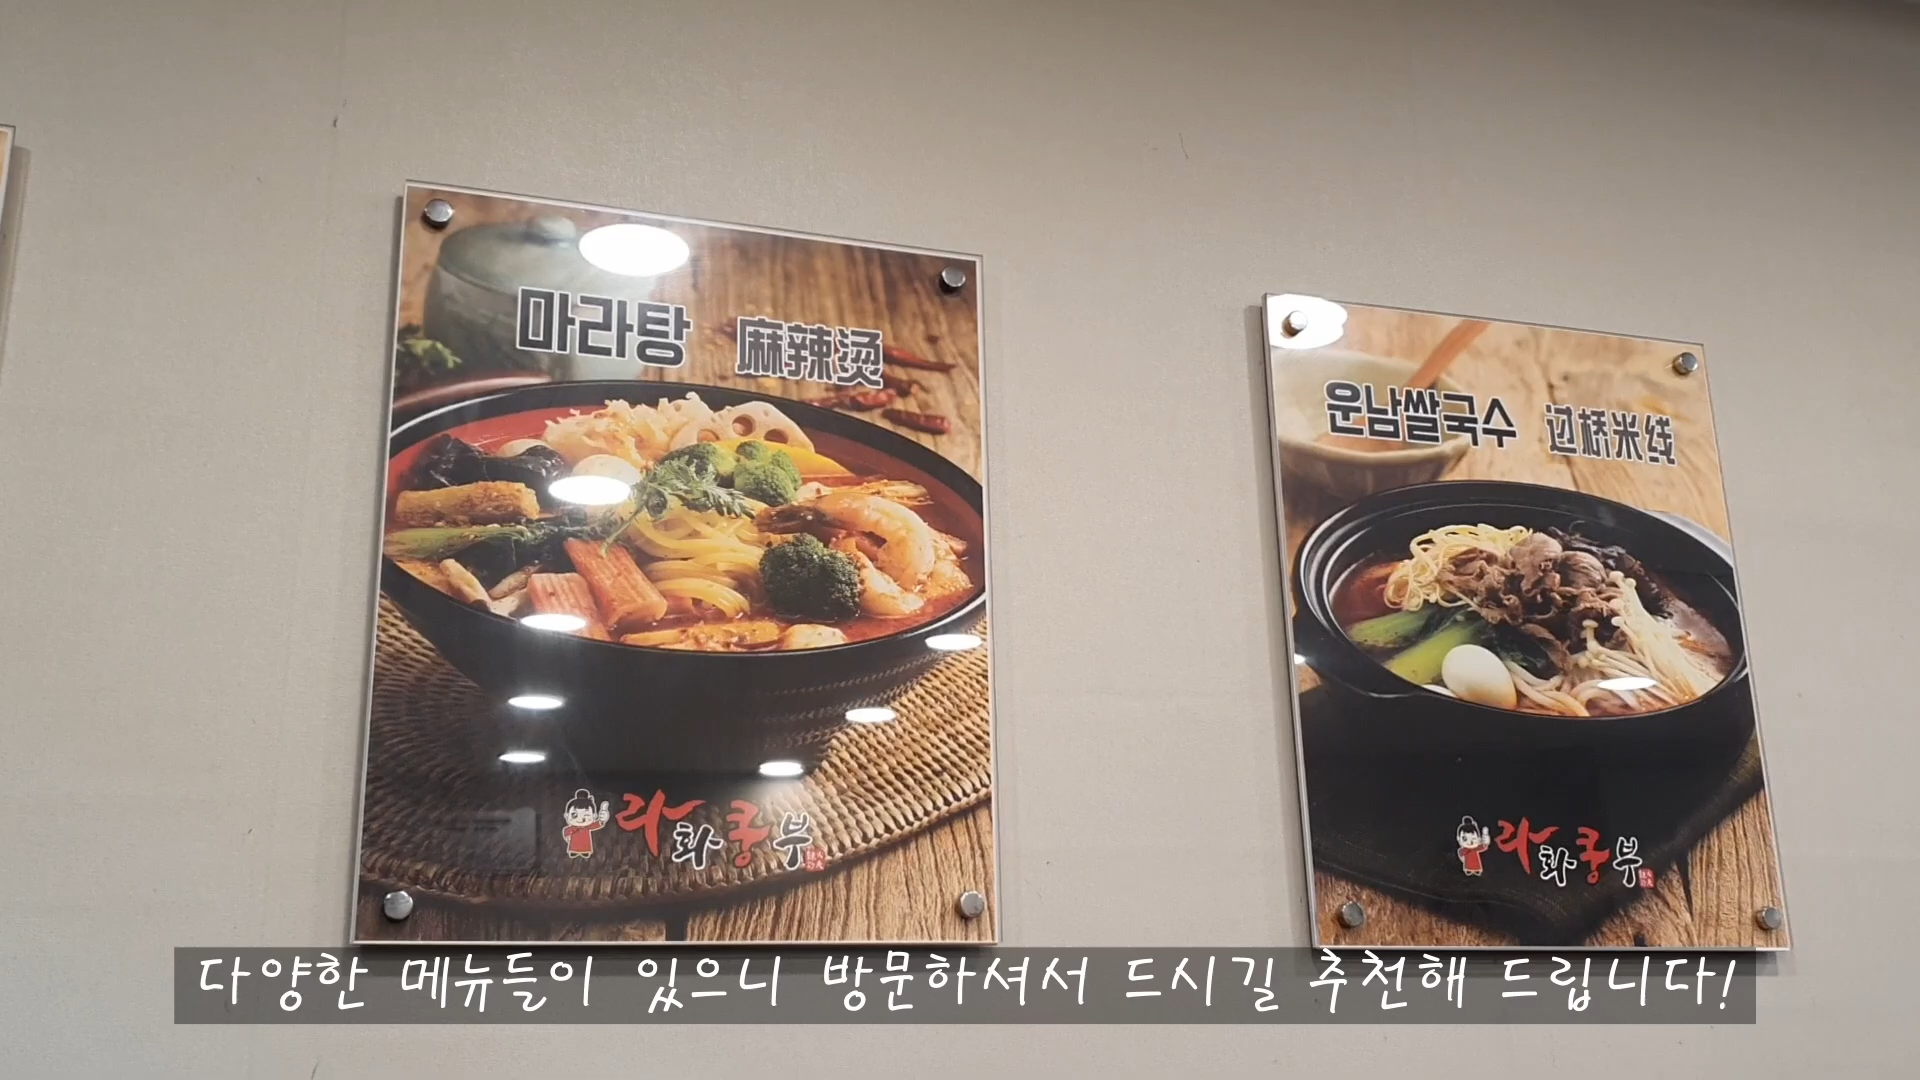 마라탕 麻辣烫
라화쿵부
운남쌀국수 过桥米线
라화쿵부
다양한 메뉴들이 있으니 방문하셔서 드시길 추천해 드립니다!